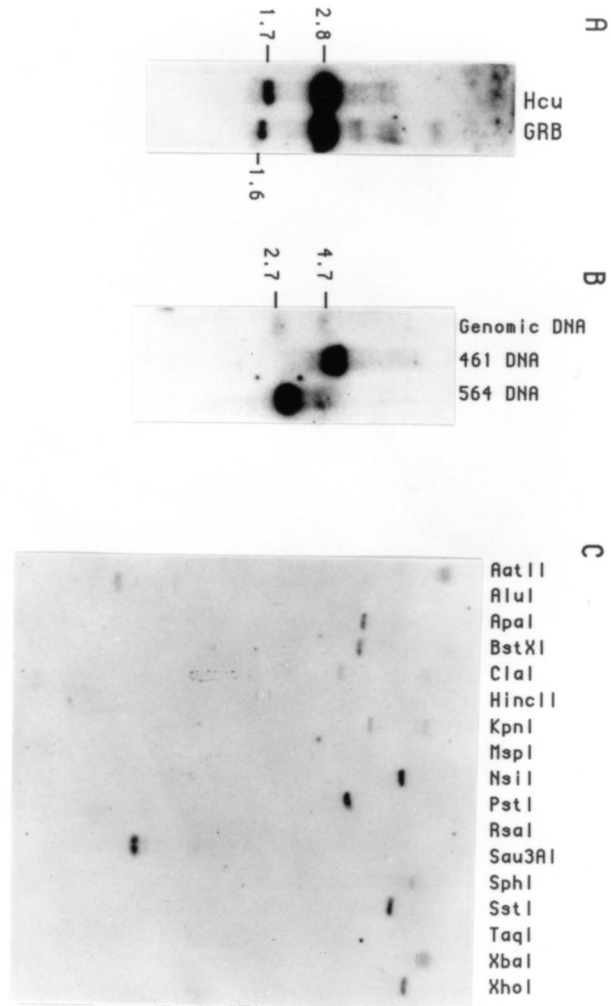 A
1.7
2.8
Hcu
GRB
1.6
B
2.7
4.7
Genomic DNA
461 DNA
564 DNA
C
AatII
AluI
ApaI
BstXI
ClaI
HincII
KpnI
MspI
NsiI
PstI
RsaI
Sau3AI
SphI
SstI
TaqI
XbaI
XhoI